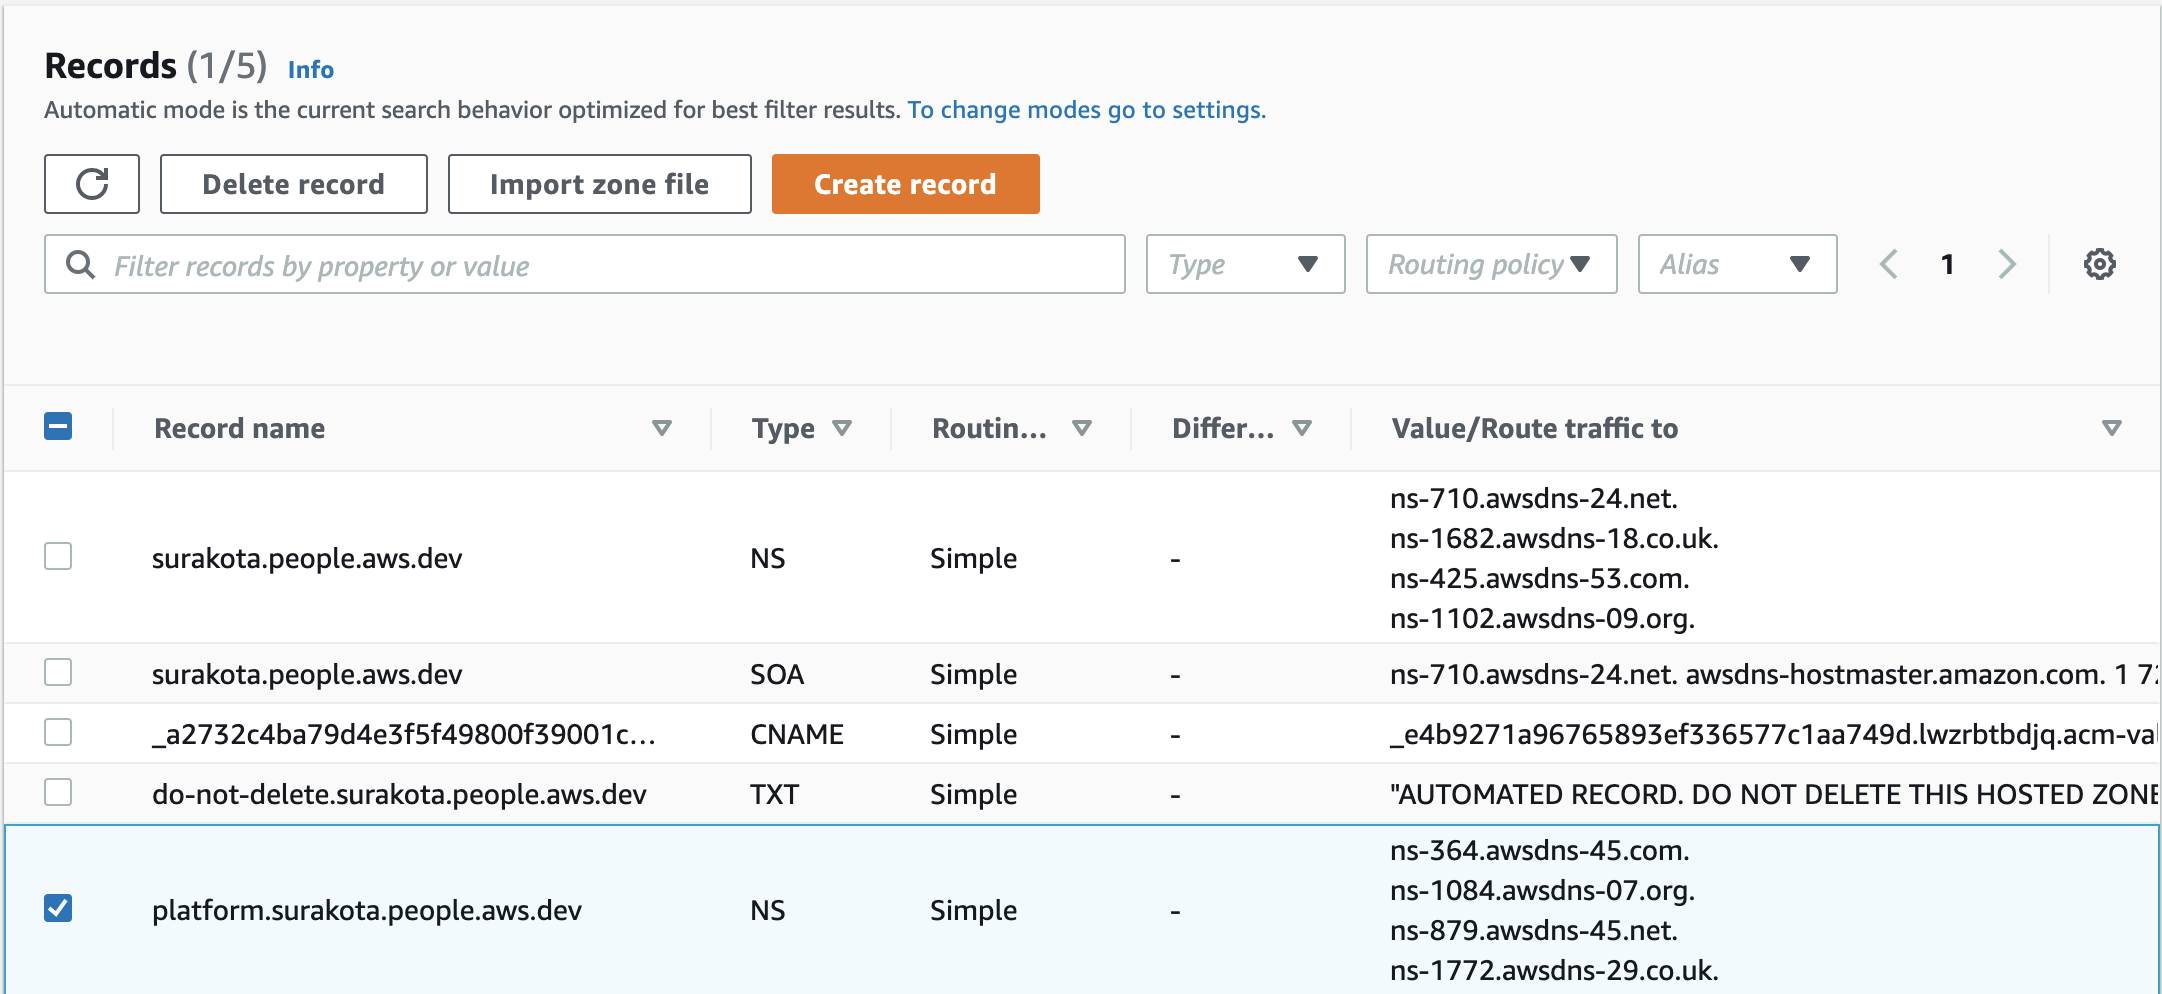 Records (1/5) Info
Automatic mode is the current search behavior optimized for best filter results. To change modes go to settings.
Delete record Import zone file Create record
Filter records by property or value Type Routing policy Alias 1
Record name Type Routin... Differ... Value/Route traffic to
ns-710.awsdns-24.net.
ns-1682.awsdns-18.co.uk.
surakota.people.aws.dev NS Simple -
ns-425.awsdns-53.com.
ns-1102.awsdns-09.org.
surakota.people.aws.dev SOA Simple - ns-710.awsdns-24.net. awsdns-hostmaster.amazon.com. 1 72
_a2732c4ba79d4e3f5f49800f39001c... CNAME Simple - _e4b9271a96765893ef336577c1aa749d.lwzrbtbdjq.acm-val
do-not-delete.surakota.people.aws.dev TXT Simple - "AUTOMATED RECORD. DO NOT DELETE THIS HOSTED ZONE
ns-364.awsdns-45.com.
ns-1084.awsdns-07.org.
platform.surakota.people.aws.dev NS Simple -
ns-879.awsdns-45.net.
ns-1772.awsdns-29.co.uk.